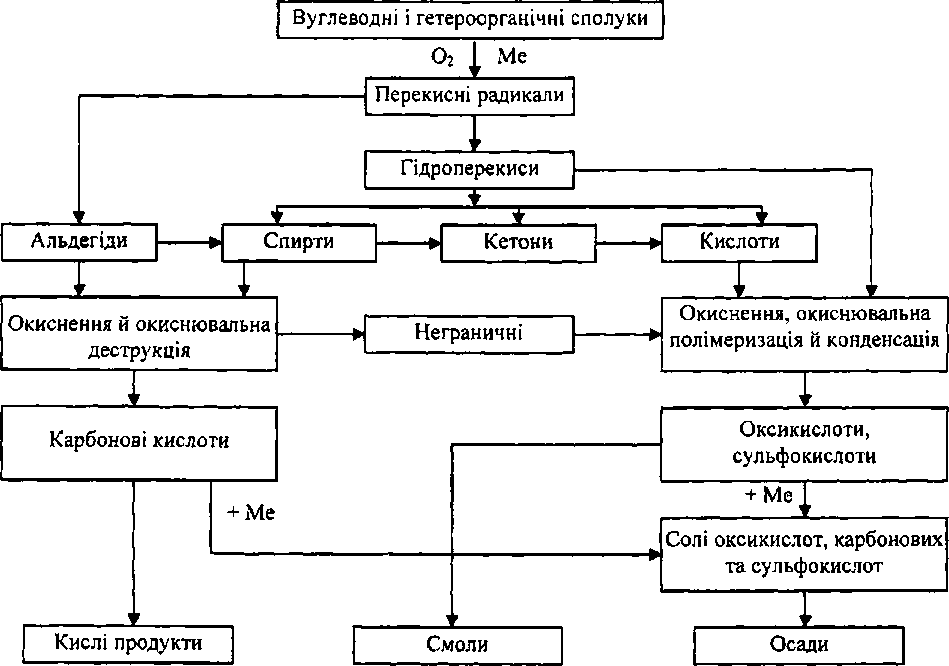 Вуглеводні і гетероорганічні сполуки
O₂ Me
Перекисні радикали
Гідроперекиси
Альдегіди
Спирти
Кетони
Кислоти
Окиснення й окиснювальна
деструкція
Неграничні
Окиснення, окиснювальна
полімеризація й конденсація
Карбонові кислоти
Оксикислоти,
сульфокислоти
+ Me
+ Me
Солі оксикислот, карбонових
та сульфокислот
Кислі продукти
Смоли
Осади